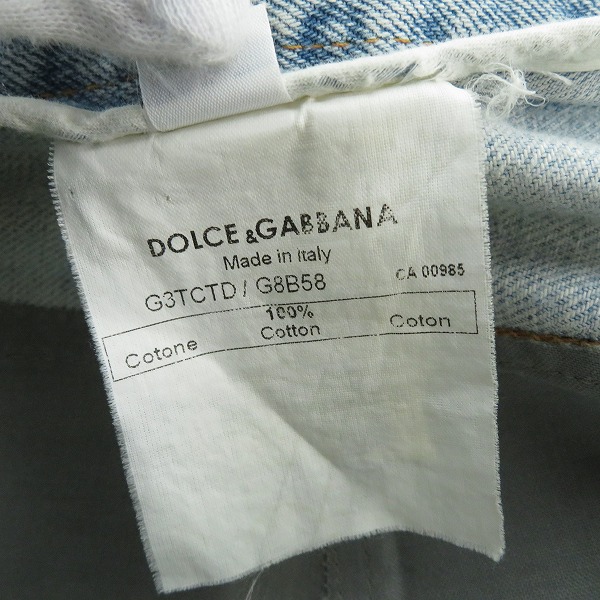 DOLCE & GABBANA
Made in Italy
G3TCTD / G8B58 CA 00985
100%
Cotone Cotton Coton